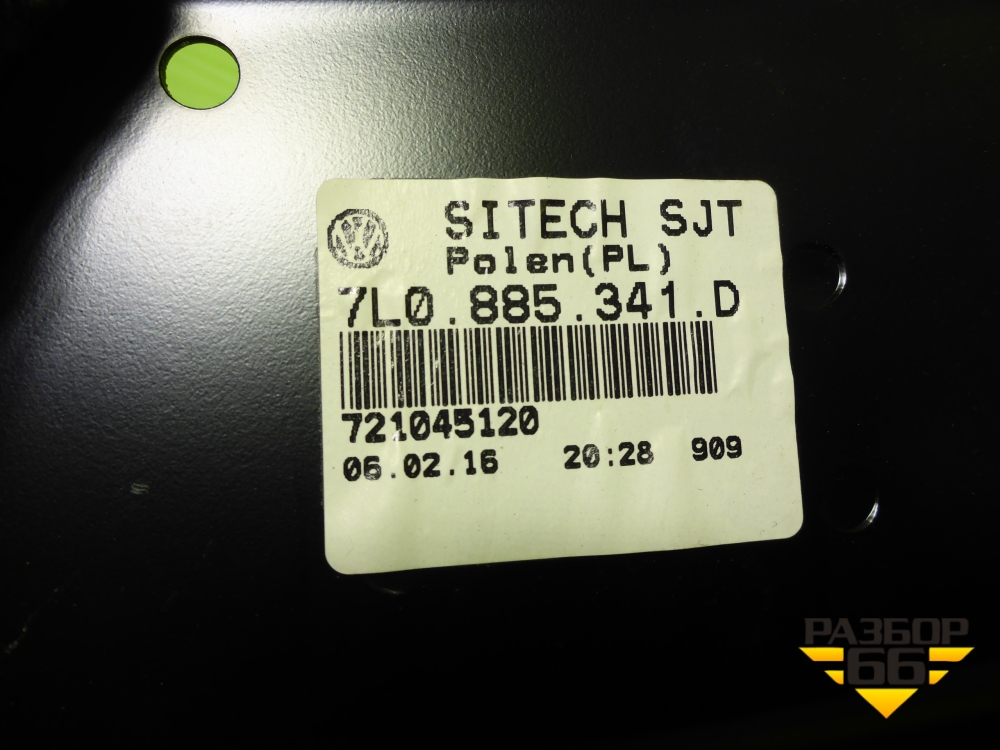 SITECH SJT
Polen(PL)
7L0.885.341.D
721045120
06.02.16 20:28 909
РАЗБОР
66